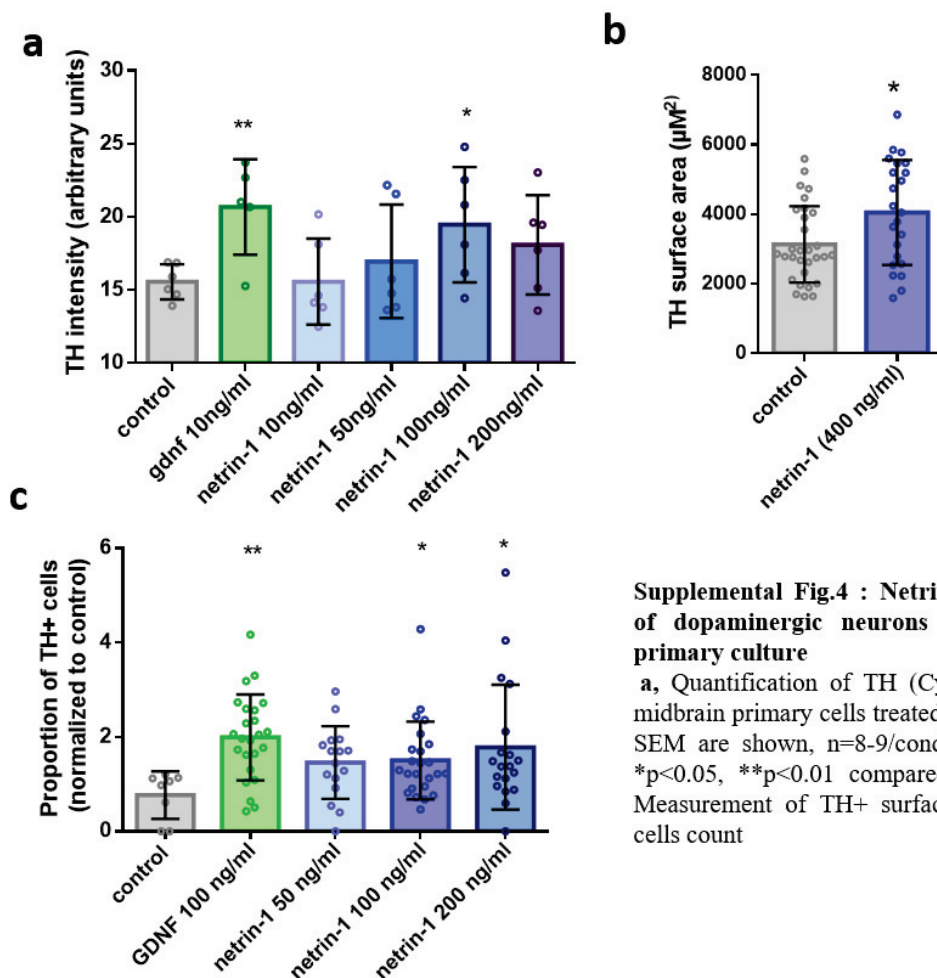 a
TH intensity (arbitrary units)
30
25
20
15
10
**
*
control
gdnf 10ng/ml
netrin-1 10ng/ml
netrin-1 50ng/ml
netrin-1 100ng/ml
netrin-1 200ng/ml
b
TH surface area (µM²)
8000
6000
4000
2000
0
*
control
netrin-1 (400 ng/ml)
c
Proportion of TH+ cells
(normalized to control)
6
4
2
0
**
*
*
control
GDNF 100 ng/ml
netrin-1 50 ng/ml
netrin-1 100 ng/ml
netrin-1 200 ng/ml
Supplemental Fig.4 : Netri
of dopaminergic neurons
primary culture
a, Quantification of TH (Cy
midbrain primary cells treated
SEM are shown, n=8-9/cond
*p<0.05, **p<0.01 compare
Measurement of TH+ surfac
cells count